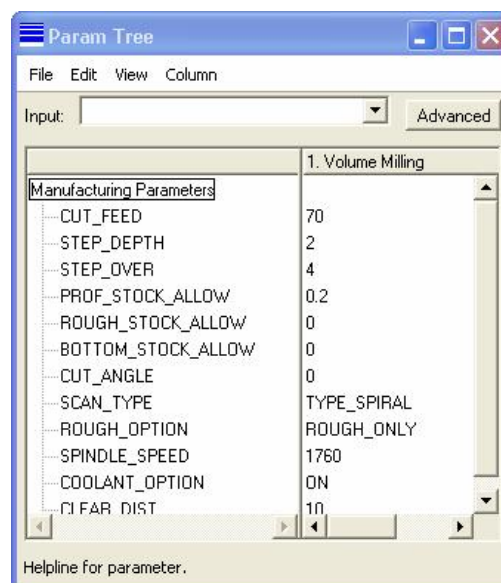 Param Tree
File Edit View Column
Input: Advanced
1. Volume Milling
Manufacturing Parameters
CUT_FEED 70
STEP_DEPTH 2
STEP_OVER 4
PROF_STOCK_ALLOW 0.2
ROUGH_STOCK_ALLOW 0
BOTTOM_STOCK_ALLOW 0
CUT_ANGLE 0
SCAN_TYPE TYPE_SPIRAL
ROUGH_OPTION ROUGH_ONLY
SPINDLE_SPEED 1760
COOLANT_OPTION ON
CLEAR_DIST 10
Helpline for parameter.